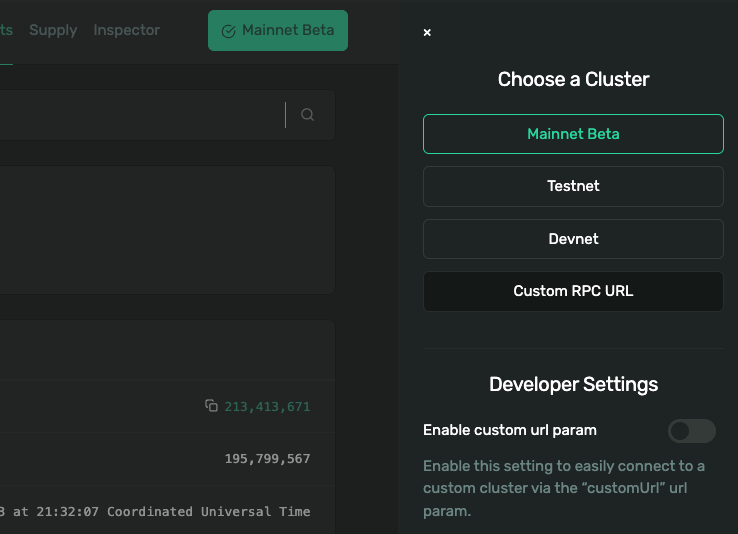 ts Supply Inspector Mainnet Beta
213,413,671
195,799,567
at 21:32:07 Coordinated Universal Time
×
Choose a Cluster
Mainnet Beta
Testnet
Devnet
Custom RPC URL
Developer Settings
Enable custom url param
Enable this setting to easily connect to a
custom cluster via the “customUrl” url
param.